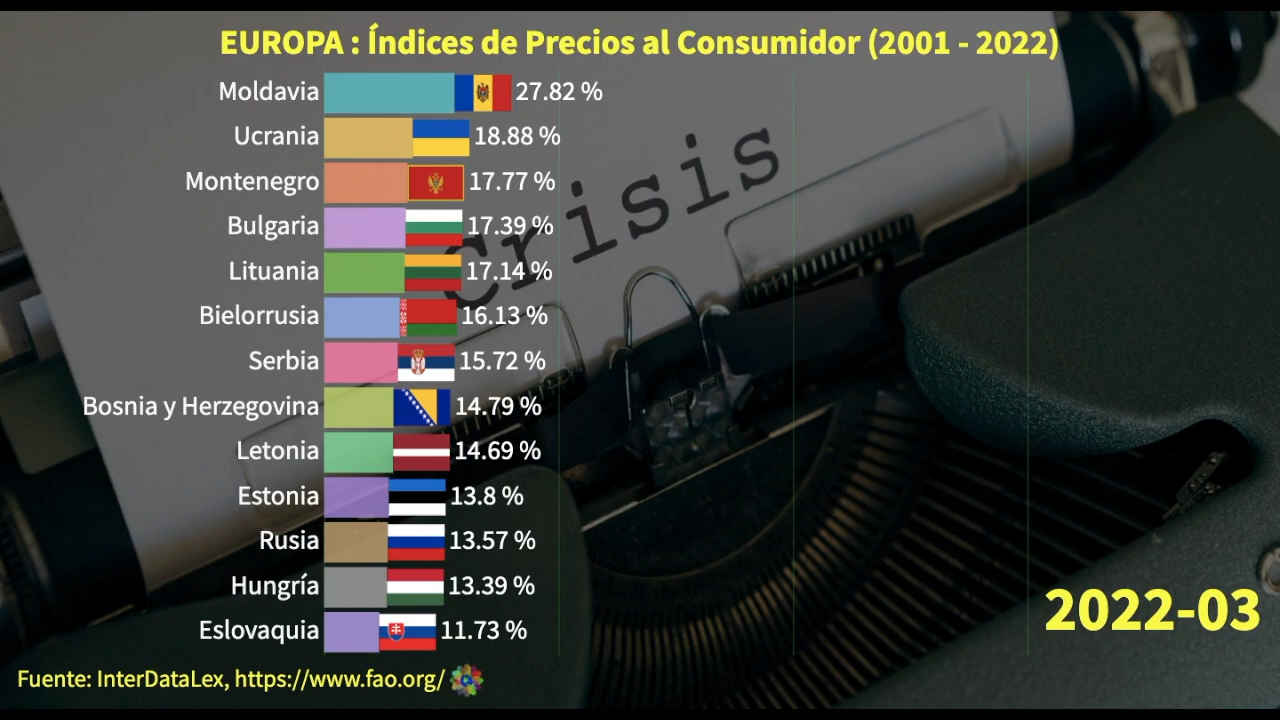 EUROPA : Índices de Precios al Consumidor (2001 - 2022)
Moldavia 27.82 %
Ucrania 18.88 %
Montenegro 17.77 %
Bulgaria 17.39 %
Lituania 17.14 %
Bielorrusia 16.13 %
Serbia 15.72 %
Bosnia y Herzegovina 14.79 %
Letonia 14.69 %
Estonia 13.8 %
Rusia 13.57 %
Hungría 13.39 %
Eslovaquia 11.73 %
crisis
2022-03
Fuente: InterDataLex, https://www.fao.org/